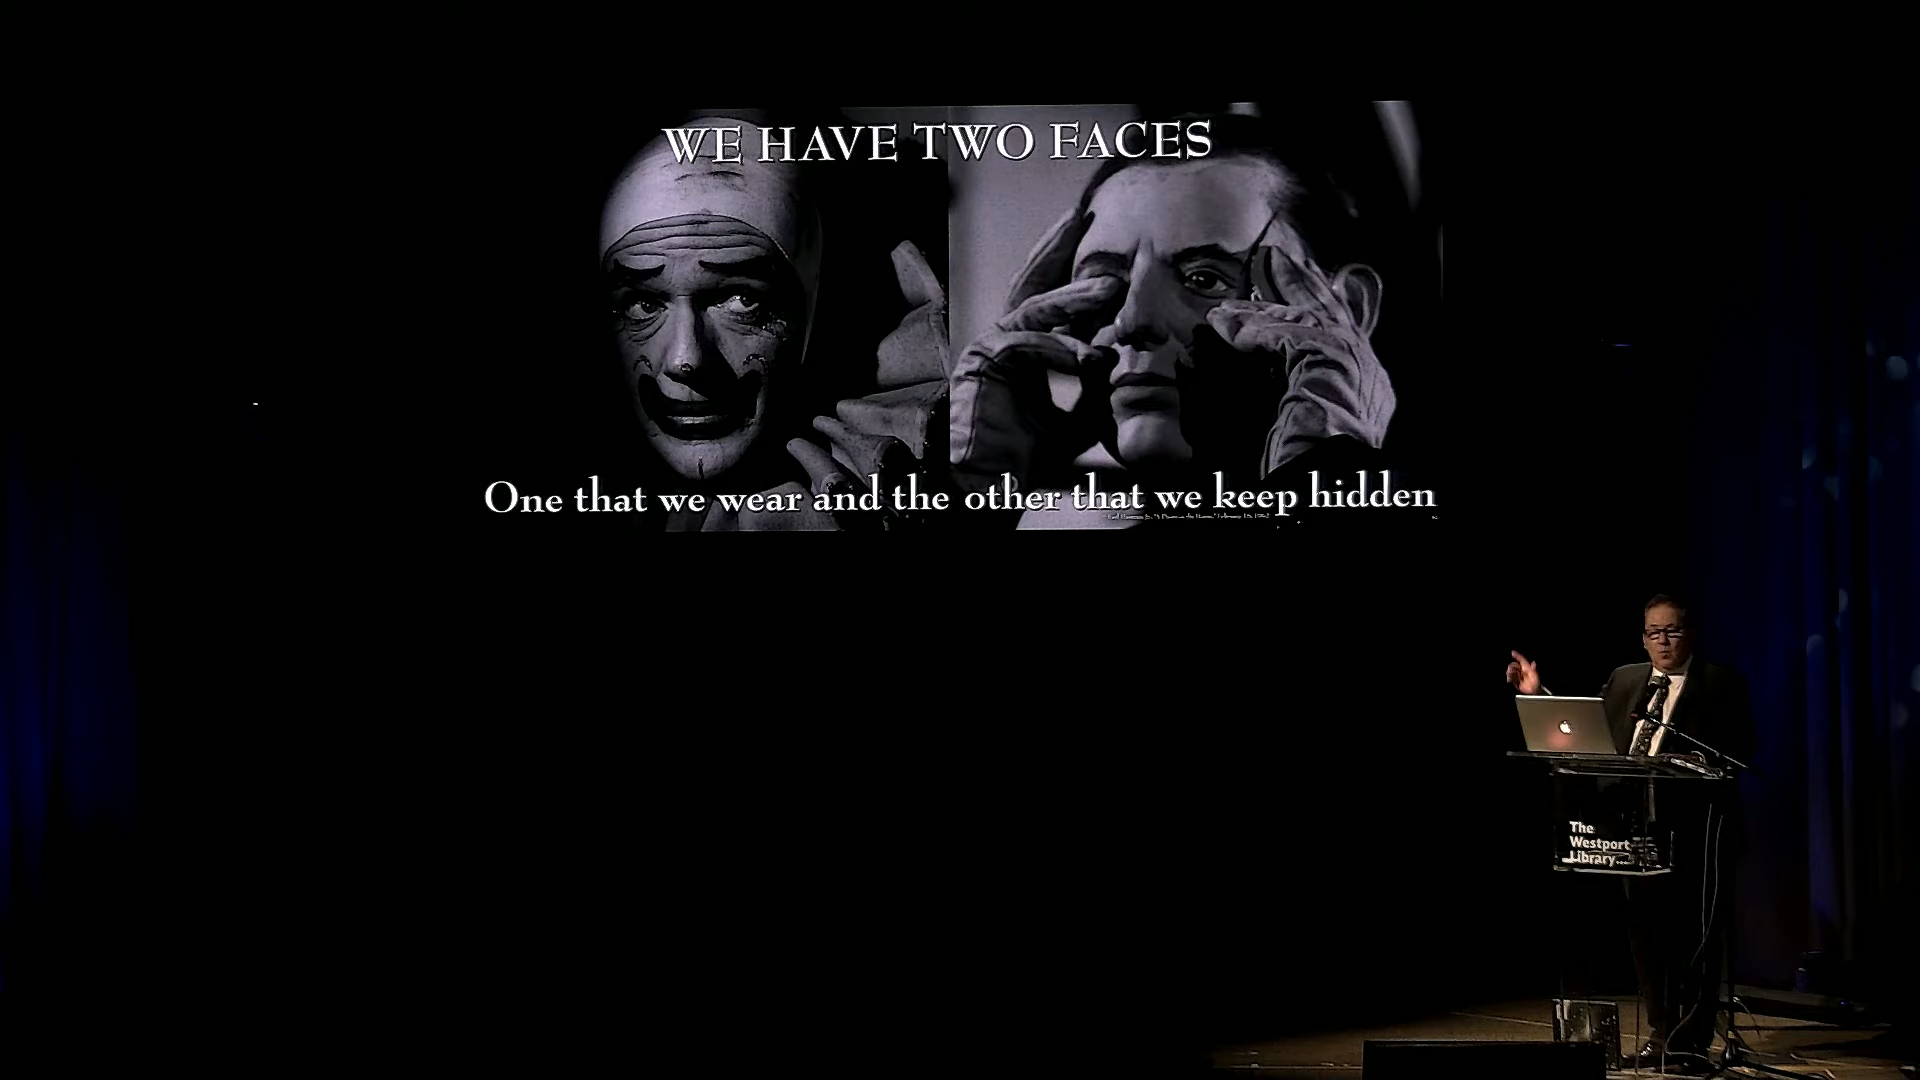 WE HAVE TWO FACES
One that we wear and the other that we keep hidden
The
Westport
Library